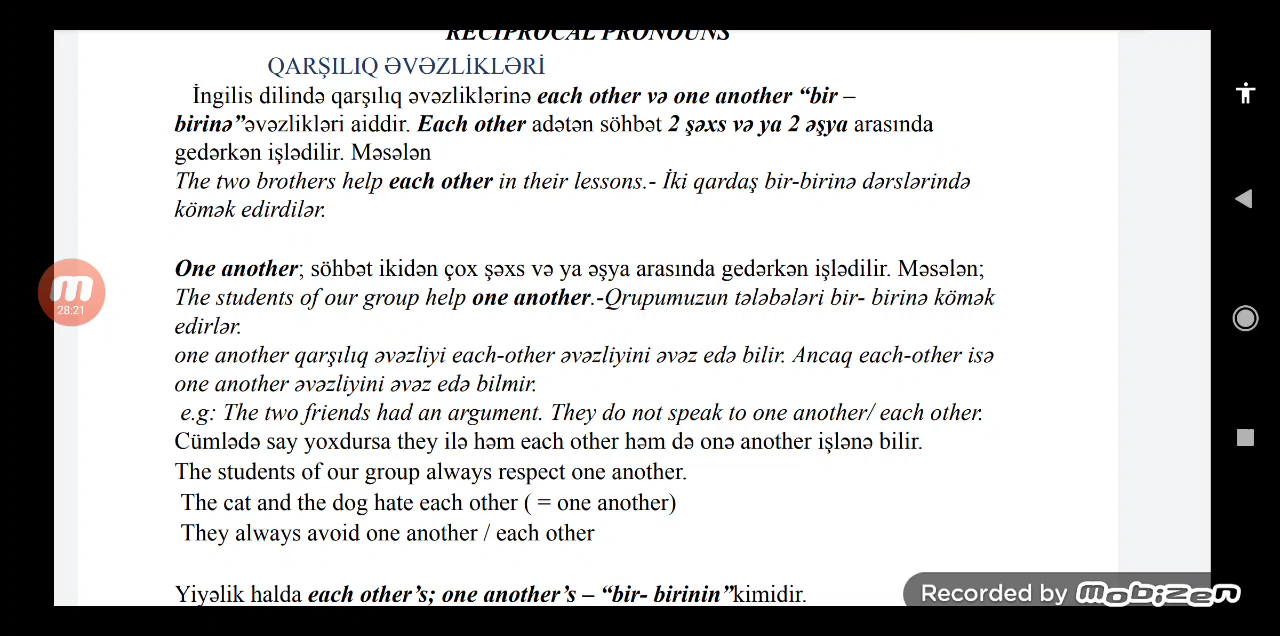 RECIPROCAL PRONOUNS
QARŞILIQ ƏVƏZLİKLƏRİ
İngilis dilində qarşılıq əvəzliklərinə each other və one another “bir –
birinə”əvəzlikləri aiddir. Each other adətən söhbət 2 şəxs və ya 2 əşya arasında
gedərkən işlədilir. Məsələn
The two brothers help each other in their lessons.- İki qardaş bir-birinə dərslərində
kömək edirdilər.
One another; söhbət ikidən çox şəxs və ya əşya arasında gedərkən işlədilir. Məsələn;
The students of our group help one another.-Qrupumuzun tələbələri bir- birinə kömək
edirlər.
one another qarşılıq əvəzliyi each-other əvəzliyini əvəz edə bilir. Ancaq each-other isə
one another əvəzliyini əvəz edə bilmir.
e.g: The two friends had an argument. They do not speak to one another/ each other.
Cümlədə say yoxdursa they ilə həm each other həm də onə another işlənə bilir.
The students of our group always respect one another.
The cat and the dog hate each other ( = one another)
They always avoid one another / each other
Yiyəlik halda each other’s; one another’s – “bir- birinin”kimidir.
28:21
Recorded by mobizen